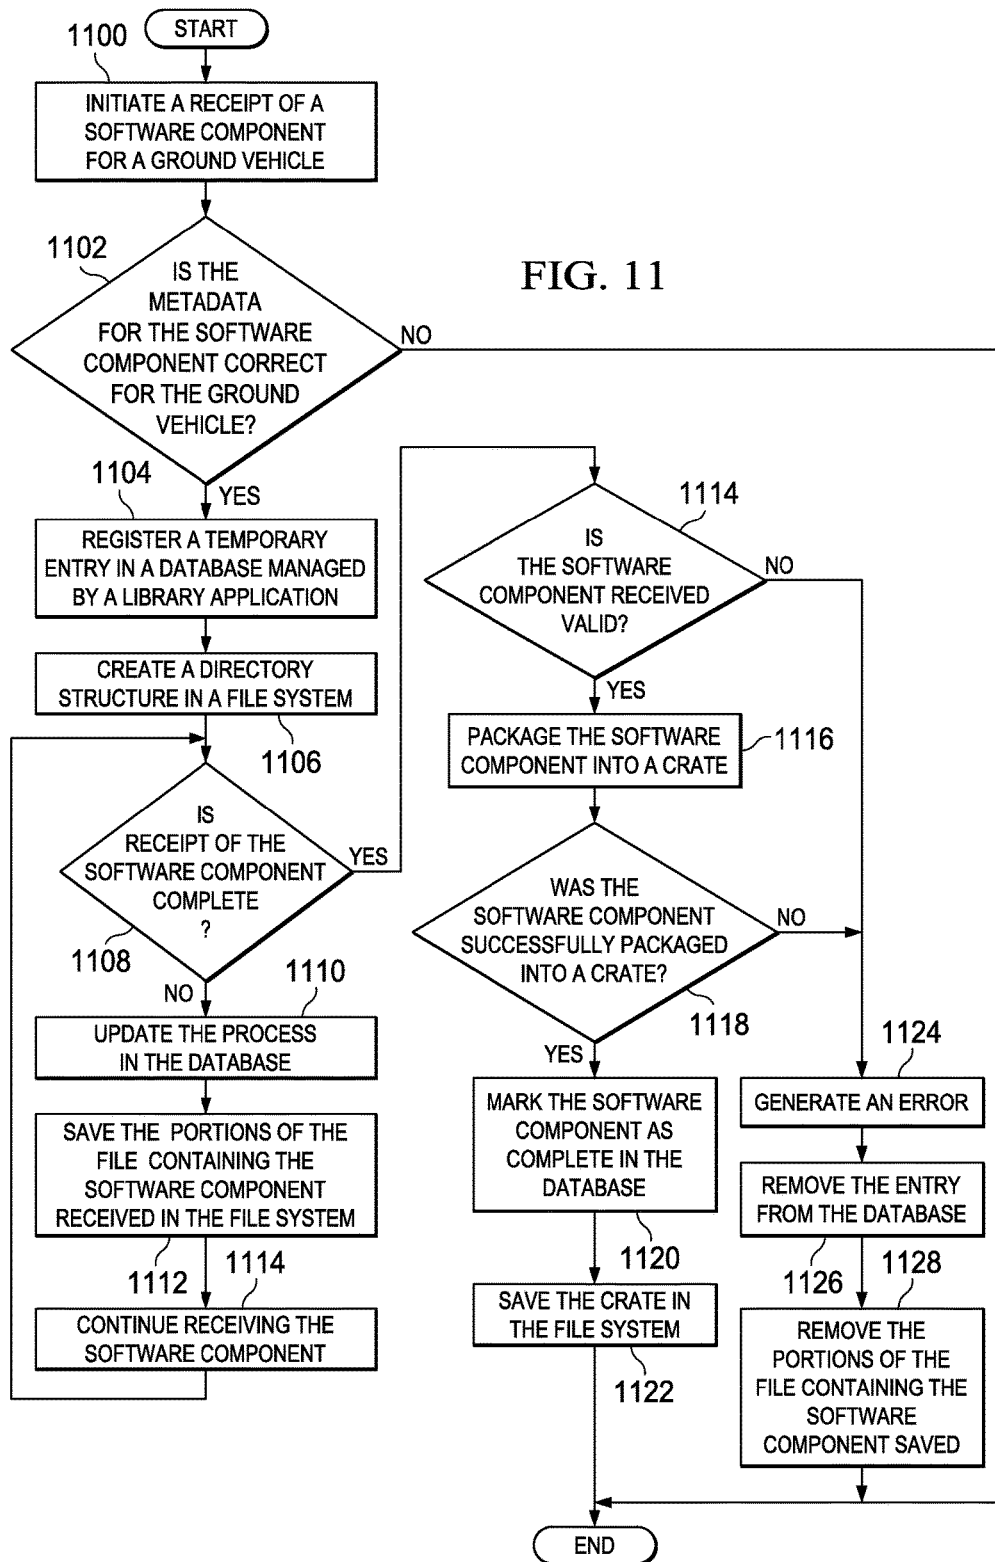 START
1100
INITIATE A RECEIPT OF A
SOFTWARE COMPONENT
FOR A GROUND VEHICLE
1102
IS THE
METADATA
FOR THE SOFTWARE
COMPONENT CORRECT
FOR THE GROUND
VEHICLE?
NO
FIG. 11
YES
1104
REGISTER A TEMPORARY
ENTRY IN A DATABASE MANAGED
BY A LIBRARY APPLICATION
CREATE A DIRECTORY
STRUCTURE IN A FILE SYSTEM
1106
IS
RECEIPT OF THE
SOFTWARE COMPONENT
COMPLETE
?
YES
1108
NO
1110
UPDATE THE PROCESS
IN THE DATABASE
SAVE THE PORTIONS OF THE
FILE CONTAINING THE
SOFTWARE COMPONENT
RECEIVED IN THE FILE SYSTEM
1112
1114
CONTINUE RECEIVING THE
SOFTWARE COMPONENT
1114
IS
THE SOFTWARE
COMPONENT RECEIVED
VALID?
NO
YES
PACKAGE THE SOFTWARE
COMPONENT INTO A CRATE
1116
WAS THE
SOFTWARE COMPONENT
SUCCESSFULLY PACKAGED
INTO A CRATE?
NO
1118
YES
MARK THE SOFTWARE
COMPONENT AS
COMPLETE IN THE
DATABASE
1120
SAVE THE CRATE IN
THE FILE SYSTEM
1122
1124
GENERATE AN ERROR
REMOVE THE ENTRY
FROM THE DATABASE
1126
1128
REMOVE THE
PORTIONS OF THE
FILE CONTAINING THE
SOFTWARE
COMPONENT SAVED
END